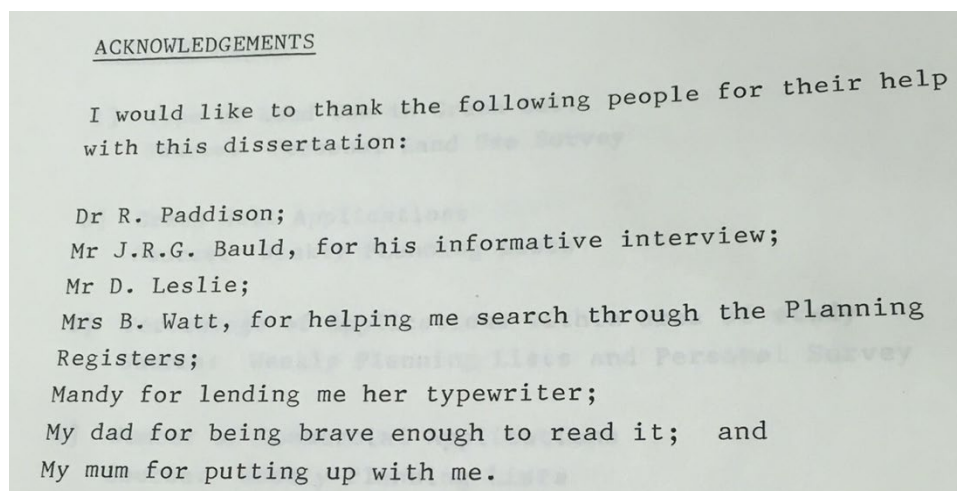 ACKNOWLEDGEMENTS
I would like to thank the following people for their help
with this dissertation:
Dr R. Paddison;
Mr J.R.G. Bauld, for his informative interview;
Mr D. Leslie;
Mrs B. Watt, for helping me search through the Planning
Registers;
Mandy for lending me her typewriter;
My dad for being brave enough to read it; and
My mum for putting up with me.